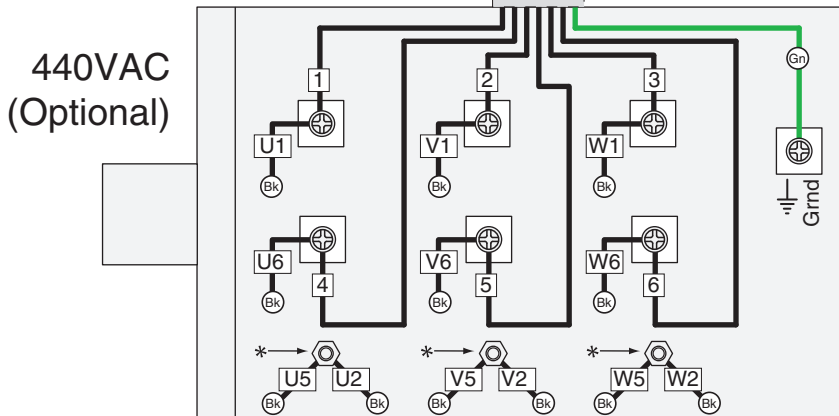 440VAC
(Optional)
1
2
3
Gn
U1
V1
W1
Bk
Bk
Bk
Grnd
U6
V6
W6
Bk
4
Bk
5
Bk
6
*
*
*
U5 U2
V5 V2
W5 W2
Bk
Bk
Bk
Bk
Bk
Bk